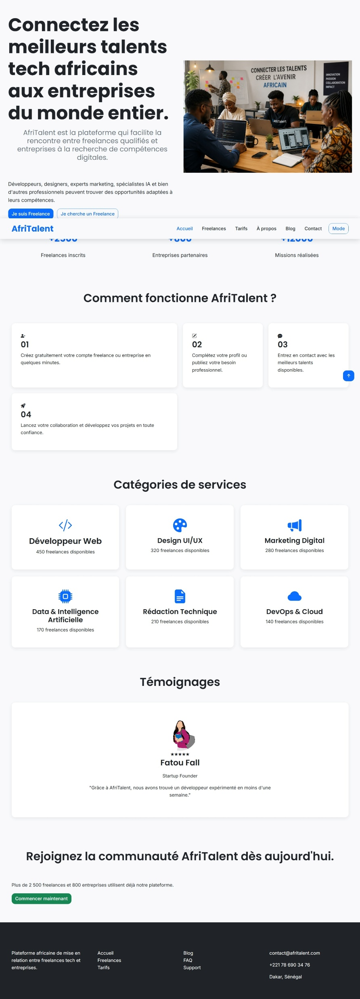 Connectez les
meilleurs talents
tech africains
aux entreprises
du monde entier.
AfriTalent est la plateforme qui facilite la
rencontre entre freelances qualifiés et
entreprises à la recherche de compétences
digitales.
CONNECTER LES TALENTS
CRÉER L'AVENIR
AFRICAIN
INNOVATION
PASSION
COLLABORATION
IMPACT
AfriTalent
Développeurs, designers, experts marketing, spécialistes IA et bien
d'autres professionnels peuvent trouver des opportunités adaptées à
leurs compétences.
Je suis Freelance
Je cherche un Freelance
AfriTalent
Accueil
Freelances
Tarifs
À propos
Blog
Contact
Mode
+2500
+800
+12000
Freelances inscrits
Entreprises partenaires
Missions réalisées
Comment fonctionne AfriTalent ?
01
Créez gratuitement votre compte freelance ou entreprise en
quelques minutes.
02
Complétez votre profil ou
publiez votre besoin
professionnel.
03
Entrez en contact avec les
meilleurs talents
disponibles.
04
Lancez votre collaboration et développez vos projets en toute
confiance.
Catégories de services
Développeur Web
450 freelances disponibles
Design UI/UX
320 freelances disponibles
Marketing Digital
280 freelances disponibles
Data & Intelligence
Artificielle
170 freelances disponibles
Rédaction Technique
210 freelances disponibles
DevOps & Cloud
140 freelances disponibles
Témoignages
★★★★★
Fatou Fall
Startup Founder
"Grâce à AfriTalent, nous avons trouvé un développeur expérimenté en moins d'une
semaine."
Rejoignez la communauté AfriTalent dès aujourd'hui.
Plus de 2 500 freelances et 800 entreprises utilisent déjà notre plateforme.
Commencer maintenant
Plateforme africaine de mise en
relation entre freelances tech et
entreprises.
Accueil
Freelances
Tarifs
Blog
FAQ
Support
contact@afritalent.com
+221 78 690 34 76
Dakar, Sénégal